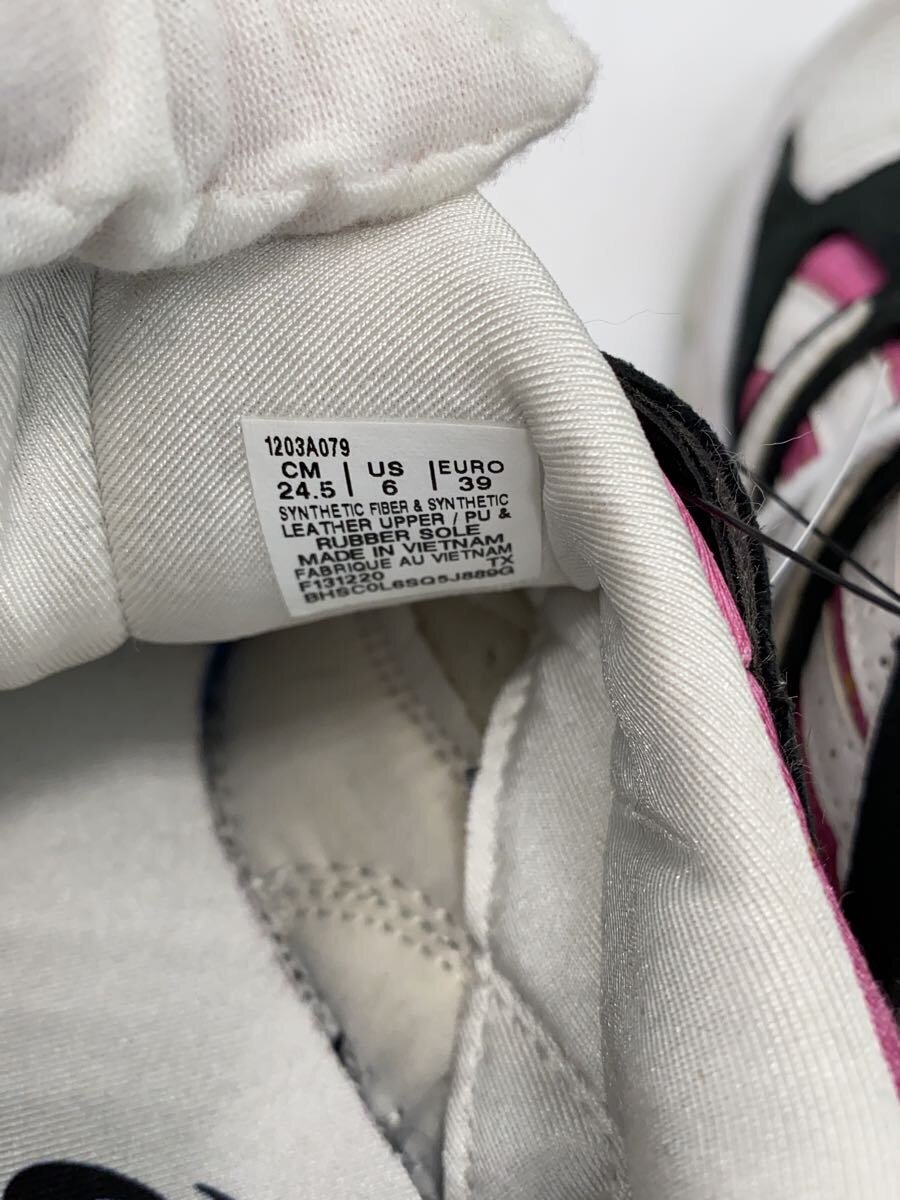 1203A079
CM | US | EURO
24.5 | 6 | 39
SYNTHETIC FIBER & SYNTHETIC
LEATHER UPPER / PU &
RUBBER SOLE
MADE IN VIETNAM
FABRIQUE AU VIETNAM
F131220 TX
BHSC0L6SQ5J889G